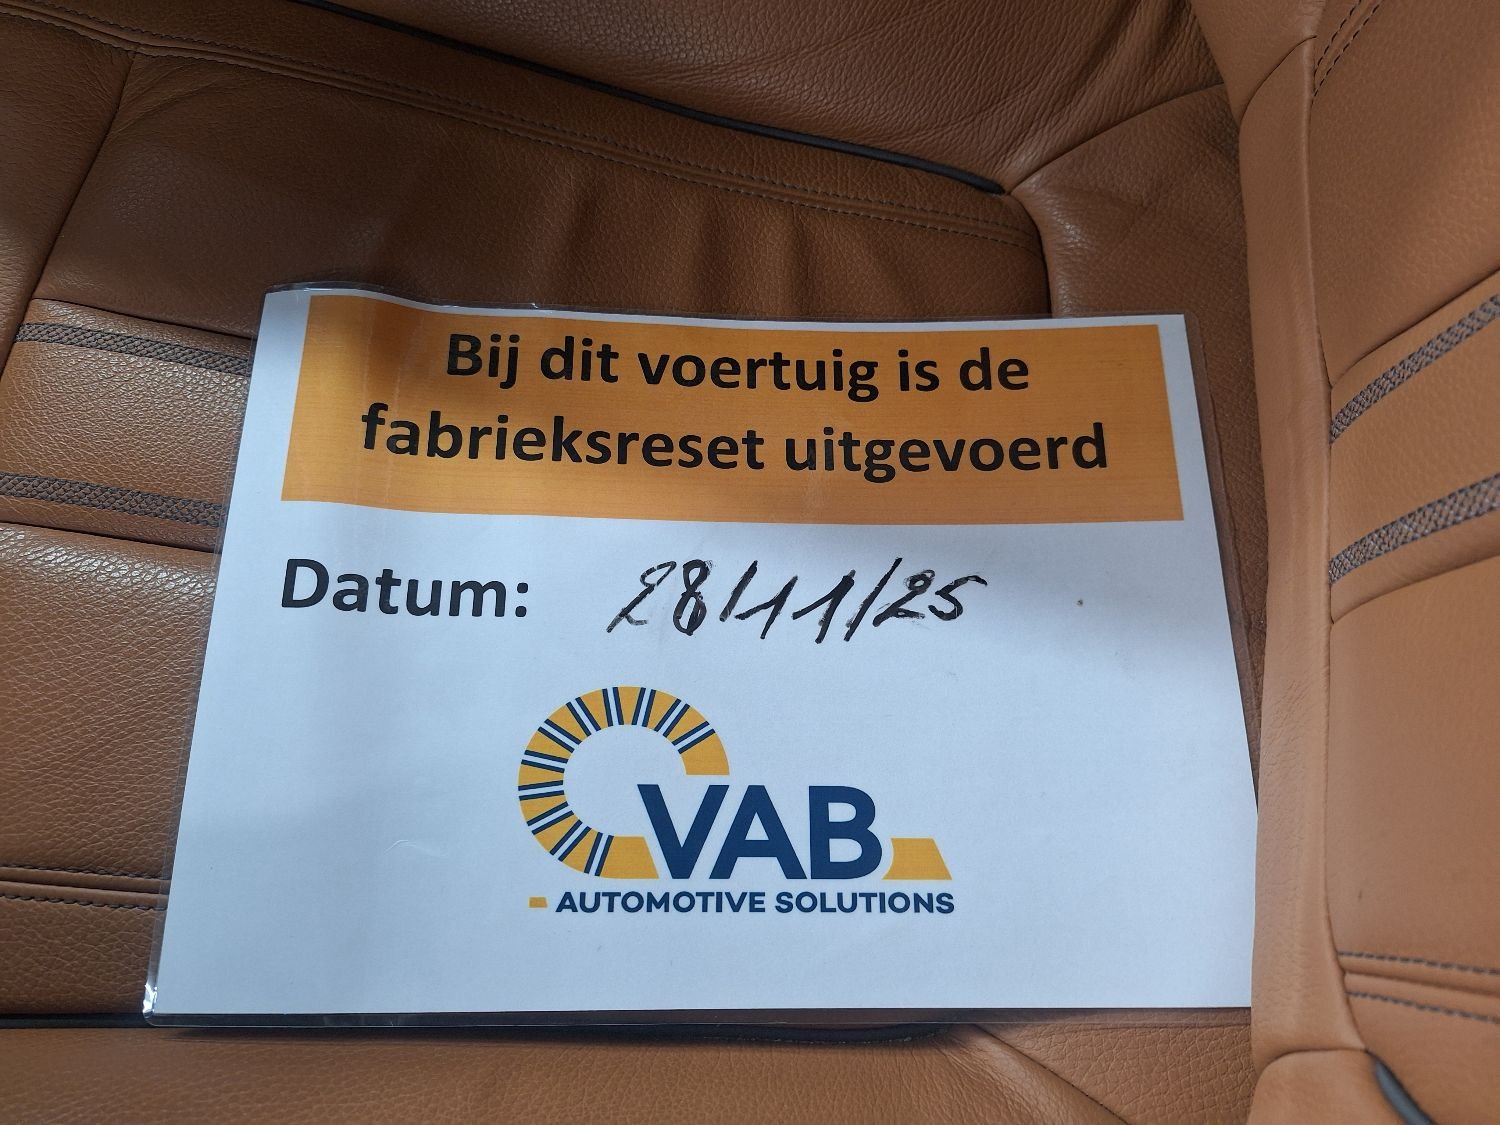 Bij dit voertuig is de
fabrieksreset uitgevoerd
Datum: 28/11/25
VAB
AUTOMOTIVE SOLUTIONS